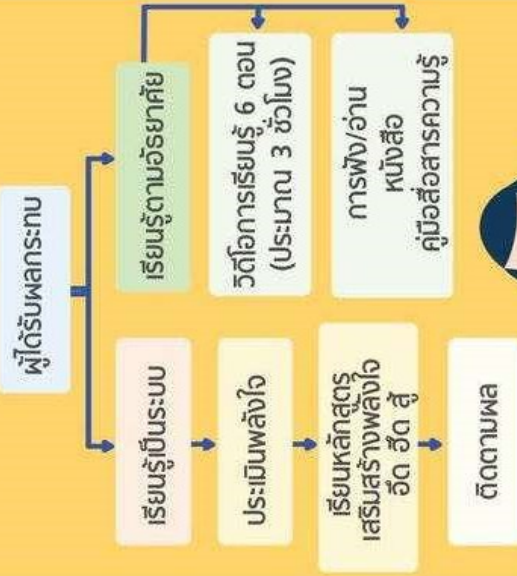 ผู้ได้รับผลกระทบ
เรียนรู้เป็นระบบ
ประเมินพลังใจ
เรียนหลักสูตร
เสริมสร้างพลังใจ
อึด ฮึด สู้
ติดตามผล
เรียนรู้ตามอัธยาศัย
วิดีโอการเรียนรู้ 6 ตอน
(ประมาณ 3 ชั่วโมง)
การฟัง/อ่าน
หนังสือ
คู่มือสื่อสารความรู้